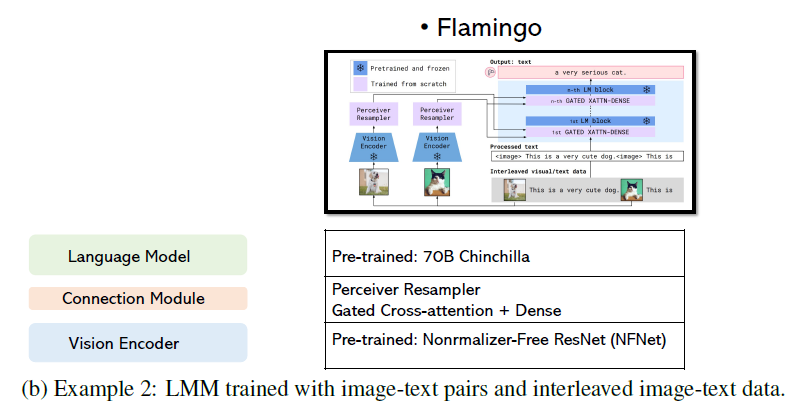 • Flamingo
Output: text
Pretrained and frozen
Trained from scratch
a very serious cat.
n-th LM block
n-th GATED XATTN-DENSE
Perceiver
Resampler
Perceiver
Resampler
1st LM block
1st GATED XATTN-DENSE
Vision
Encoder
Vision
Encoder
Processed text
<image> This is a very cute dog.<image> This is
Interleaved visual/text data
This is a very cute dog.
This is
Language Model
Pre-trained: 70B Chinchilla
Connection Module
Perceiver Resampler
Gated Cross-attention + Dense
Vision Encoder
Pre-trained: Nonrmalizer-Free ResNet (NFNet)
(b) Example 2: LMM trained with image-text pairs and interleaved image-text data.